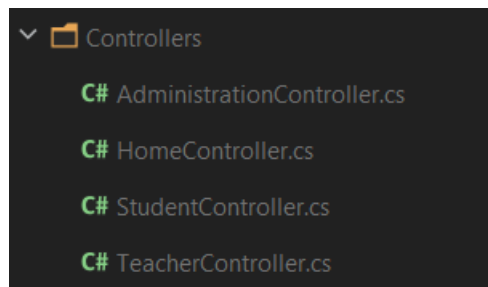 Controllers
C# AdministrationController.cs
C# HomeController.cs
C# StudentController.cs
C# TeacherController.cs